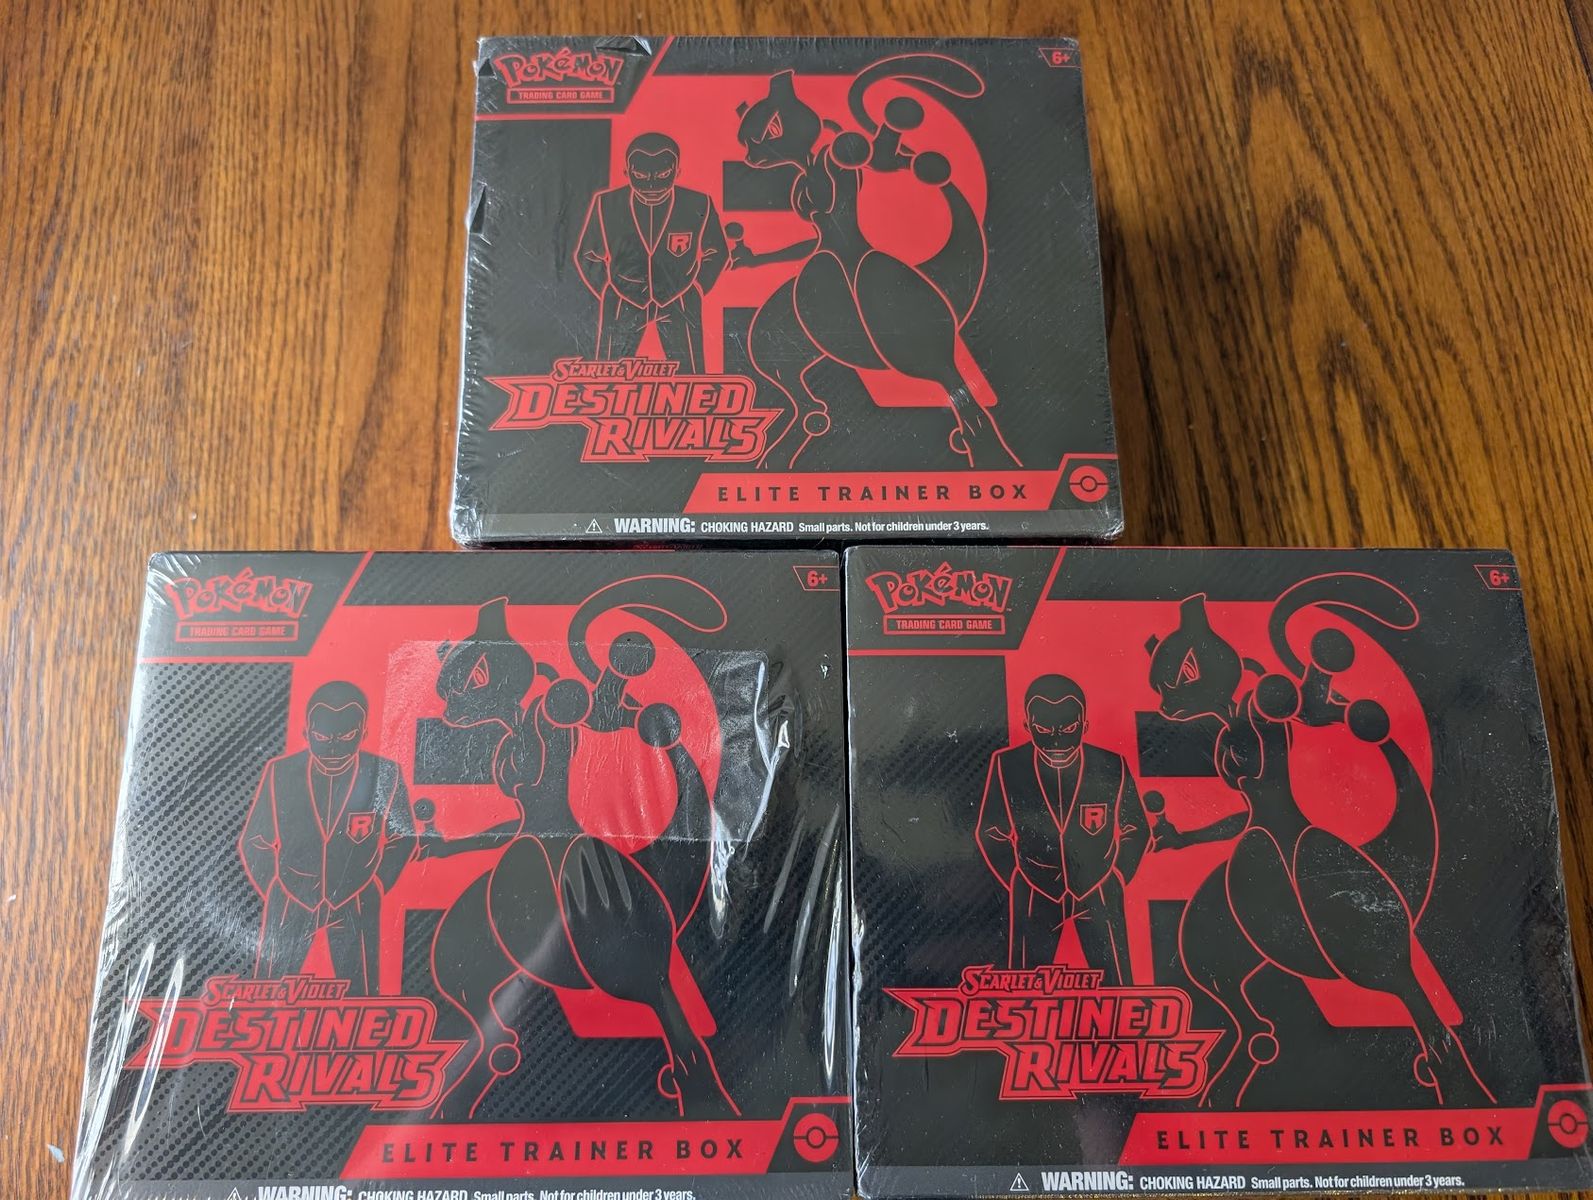 POKéMON
TRADING CARD GAME
6+
R
SCARLET & VIOLET
DESTINED
RIVALS
ELITE TRAINER BOX
WARNING: CHOKING HAZARD Small parts. Not for children under 3 years.
POKéMON
TRADING CARD GAME
6+
R
SCARLET & VIOLET
DESTINED
RIVALS
ELITE TRAINER BOX
WARNING: CHOKING HAZARD Small parts. Not for children under 3 years.
POKéMON
TRADING CARD GAME
6+
R
SCARLET & VIOLET
DESTINED
RIVALS
ELITE TRAINER BOX
WARNING: CHOKING HAZARD Small parts. Not for children under 3 years.